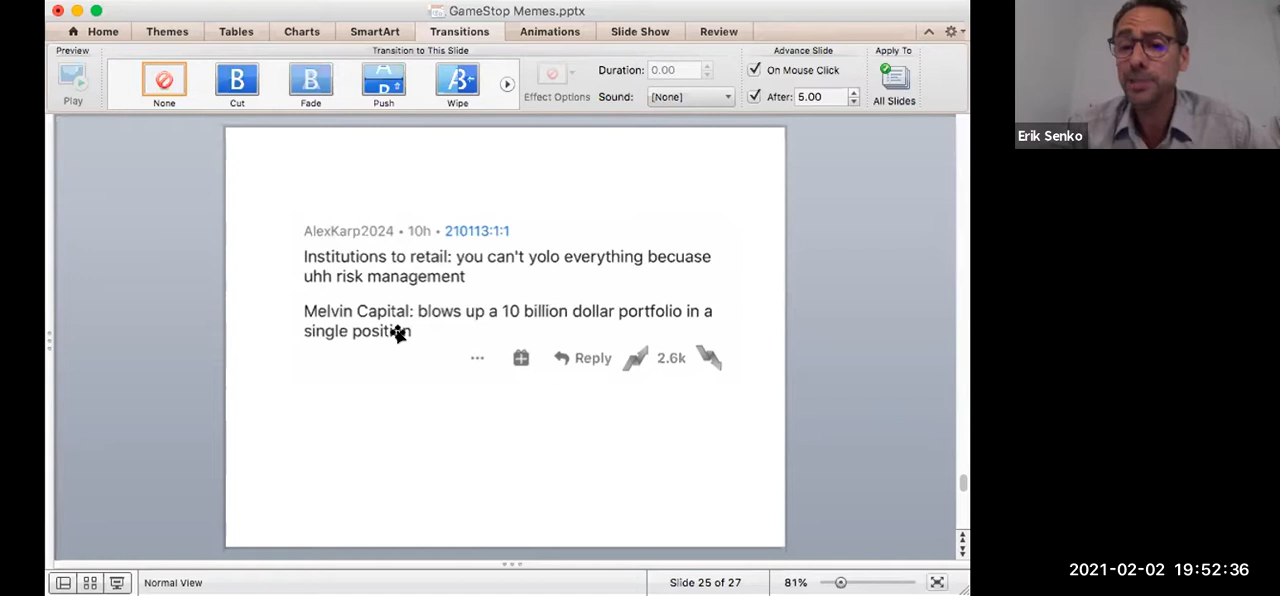 GameStop Memes.pptx
Home Themes Tables Charts SmartArt Transitions Animations Slide Show Review
Preview Transition to This Slide Advance Slide Apply To
Duration: 0.00 On Mouse Click
Effect Options Sound: [None] After: 5.00
Play None Cut Fade Push Wipe All Slides
Erik Senko
AlexKarp2024 • 10h • 210113:1:1
Institutions to retail: you can't yolo everything becuase
uhh risk management
Melvin Capital: blows up a 10 billion dollar portfolio in a
single position
... Reply 2.6k
Normal View Slide 25 of 27 81%
2021-02-02 19:52:36